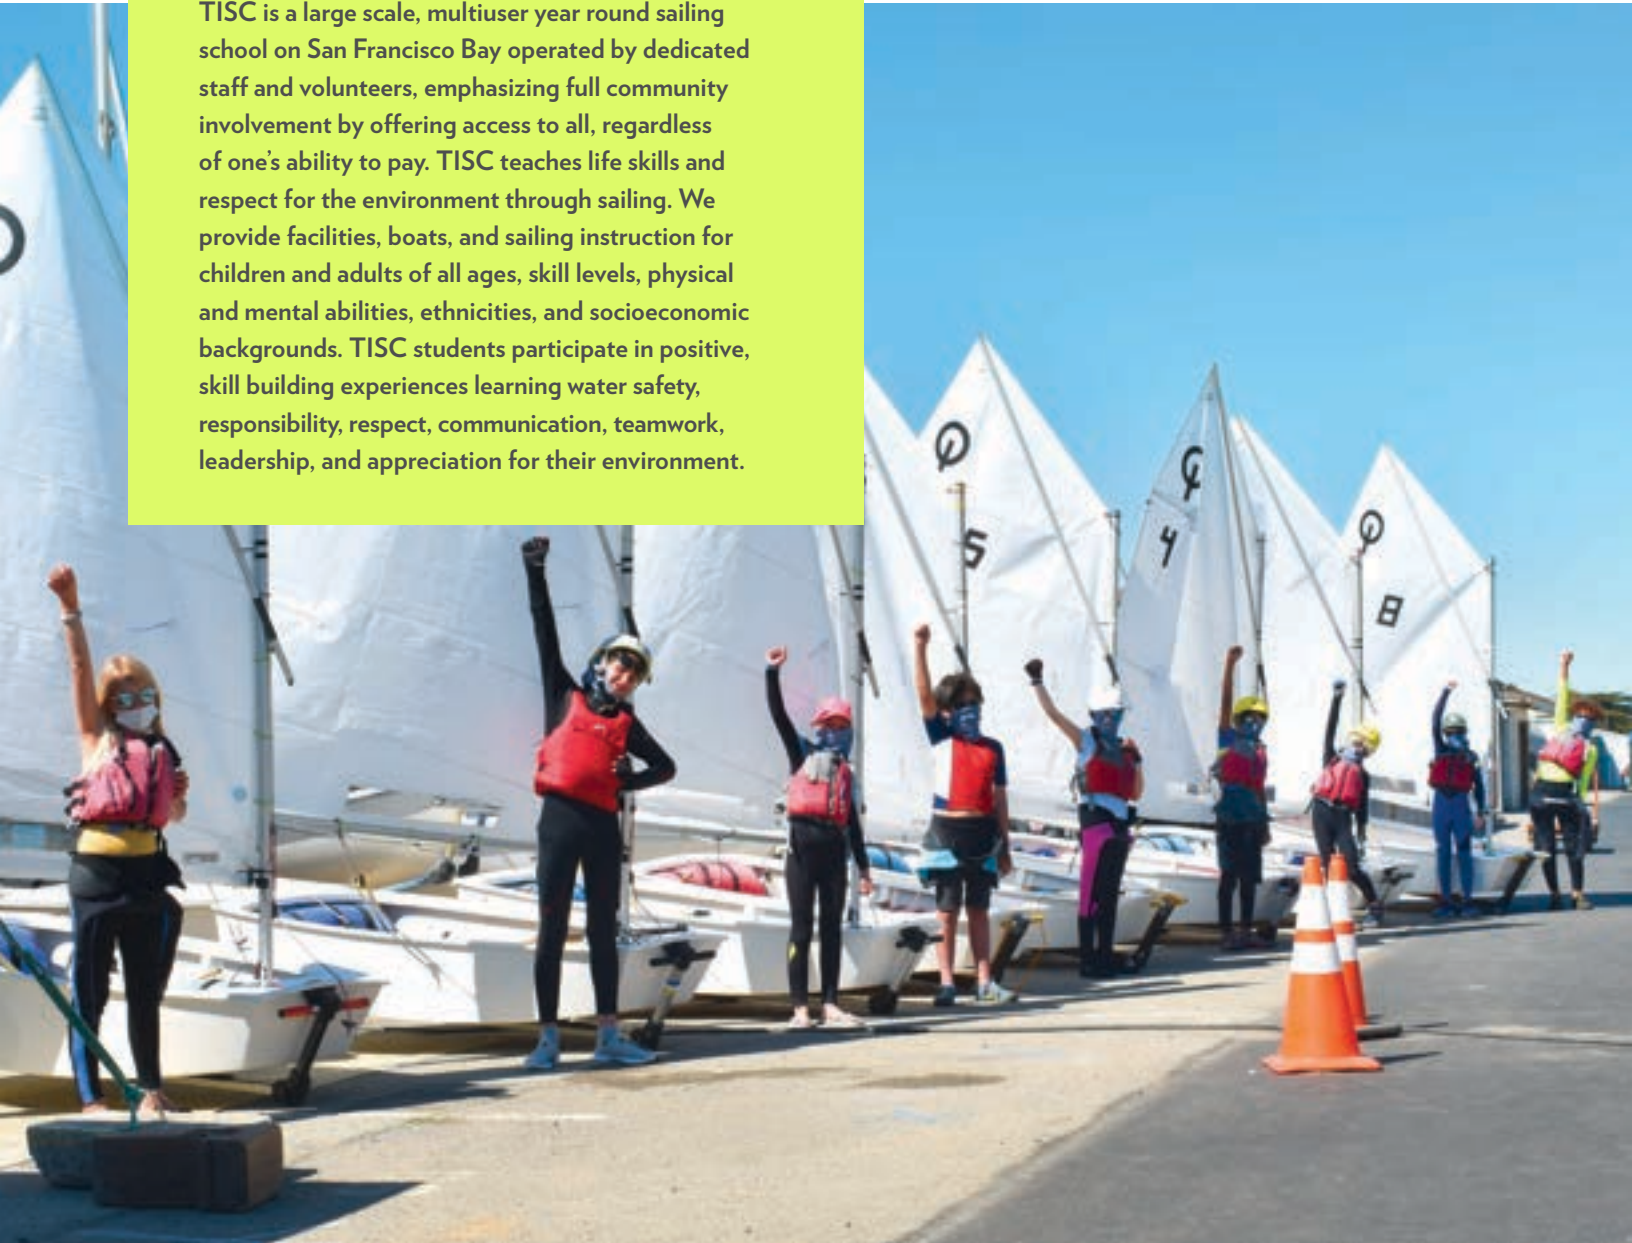 TISC is a large scale, multiuser year round sailing
school on San Francisco Bay operated by dedicated
staff and volunteers, emphasizing full community
involvement by offering access to all, regardless
of one's ability to pay. TISC teaches life skills and
respect for the environment through sailing. We
provide facilities, boats, and sailing instruction for
children and adults of all ages, skill levels, physical
and mental abilities, ethnicities, and socioeconomic
backgrounds. TISC students participate in positive,
skill building experiences learning water safety,
responsibility, respect, communication, teamwork,
leadership, and appreciation for their environment.
5
4
8